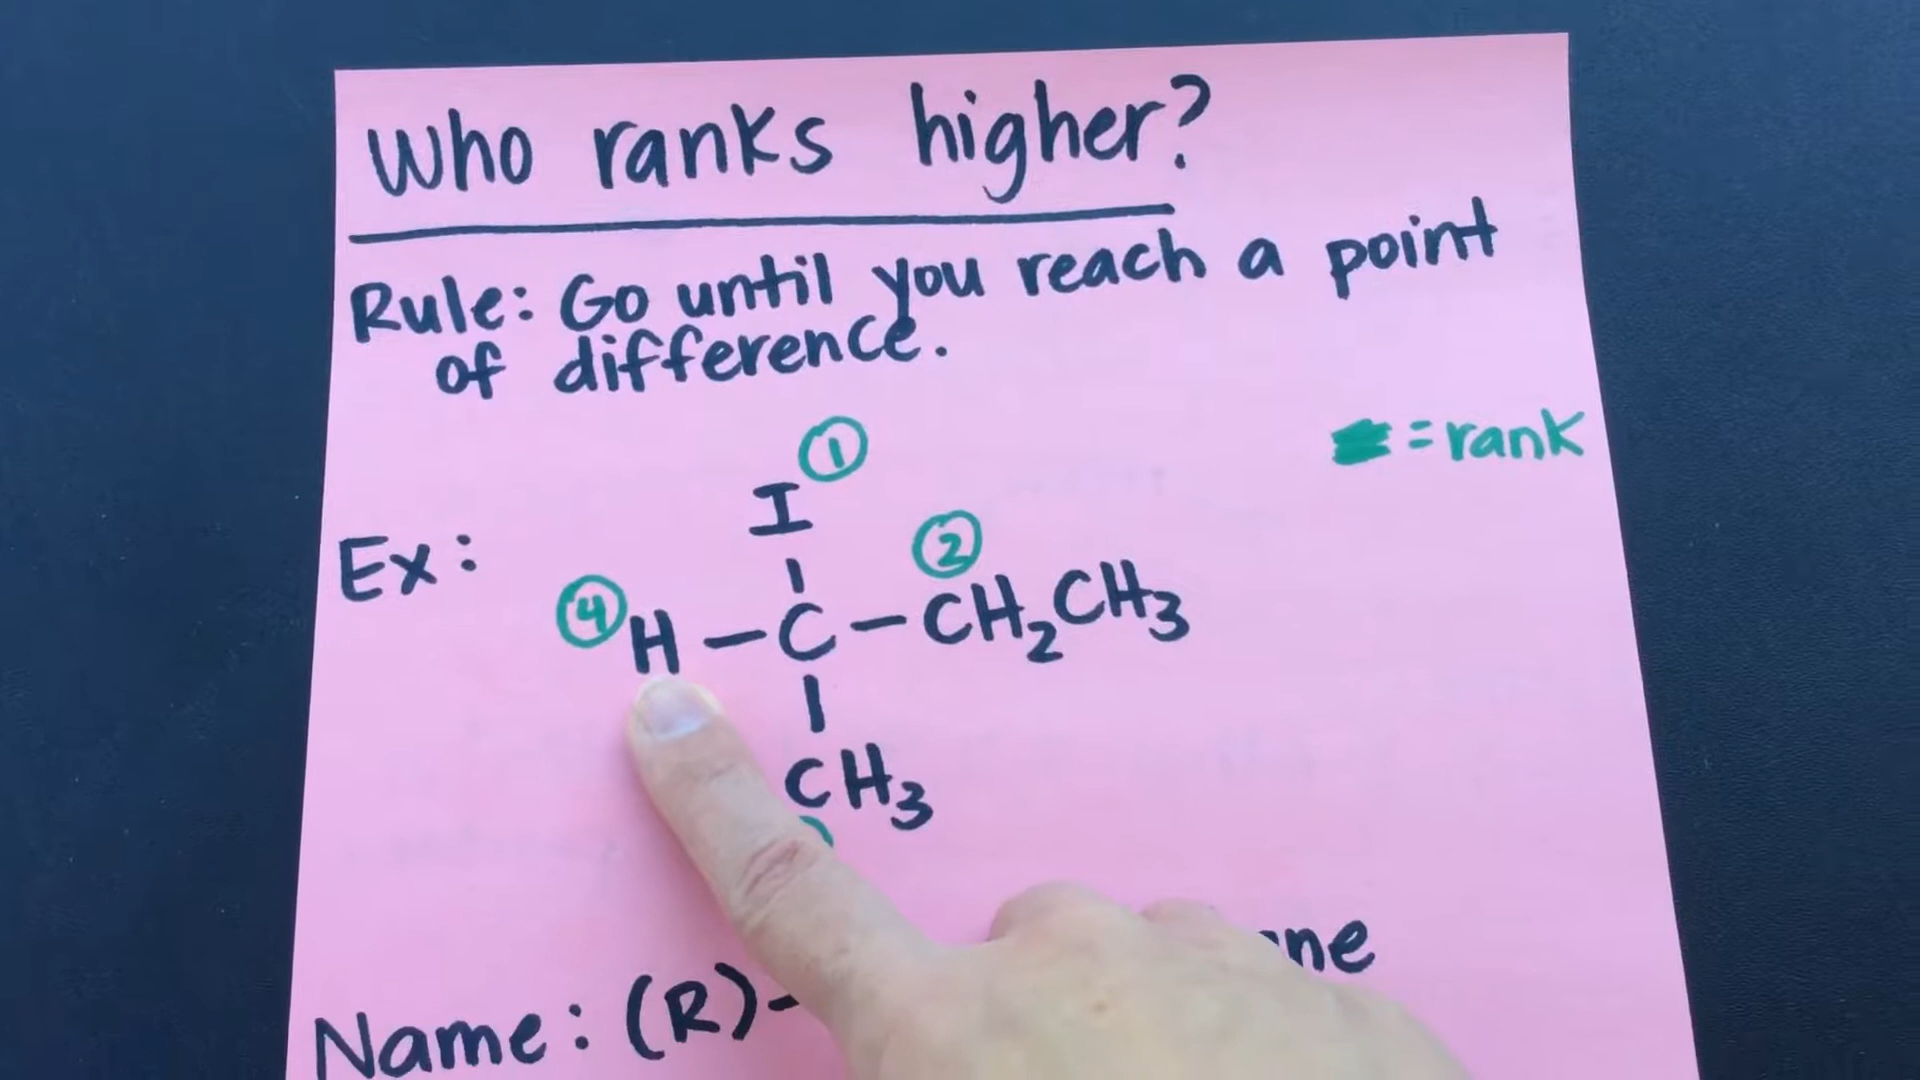 Who ranks higher?
Rule: Go until you reach a point
of difference.
= rank
①
I
Ex:
②
④ H - C - CH₂CH₃
CH₃
Name: (R)-